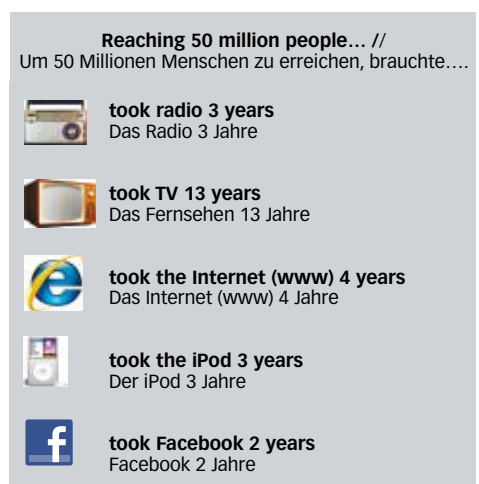 Reaching 50 million people… //
Um 50 Millionen Menschen zu erreichen, brauchte….
took radio 3 years
Das Radio 3 Jahre
took TV 13 years
Das Fernsehen 13 Jahre
took the Internet (www) 4 years
Das Internet (www) 4 Jahre
took the iPod 3 years
Der iPod 3 Jahre
took Facebook 2 years
Facebook 2 Jahre